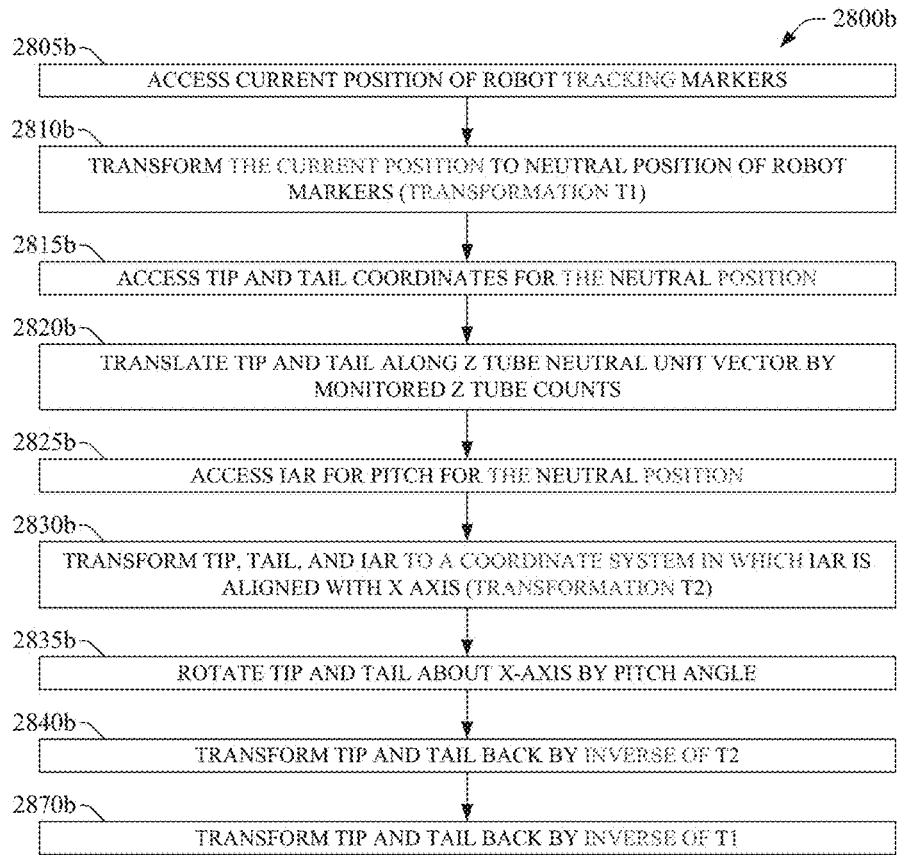 2800b
2805b
ACCESS CURRENT POSITION OF ROBOT TRACKING MARKERS
2810b
TRANSFORM THE CURRENT POSITION TO NEUTRAL POSITION OF ROBOT
MARKERS (TRANSFORMATION T1)
2815b
ACCESS TIP AND TAIL COORDINATES FOR THE NEUTRAL POSITION
2820b
TRANSLATE TIP AND TAIL ALONG Z TUBE NEUTRAL UNIT VECTOR BY
MONITORED Z TUBE COUNTS
2825b
ACCESS IAR FOR PITCH FOR THE NEUTRAL POSITION
2830b
TRANSFORM TIP, TAIL, AND IAR TO A COORDINATE SYSTEM IN WHICH IAR IS
ALIGNED WITH X AXIS (TRANSFORMATION T2)
2835b
ROTATE TIP AND TAIL ABOUT X-AXIS BY PITCH ANGLE
2840b
TRANSFORM TIP AND TAIL BACK BY INVERSE OF T2
2870b
TRANSFORM TIP AND TAIL BACK BY INVERSE OF T1